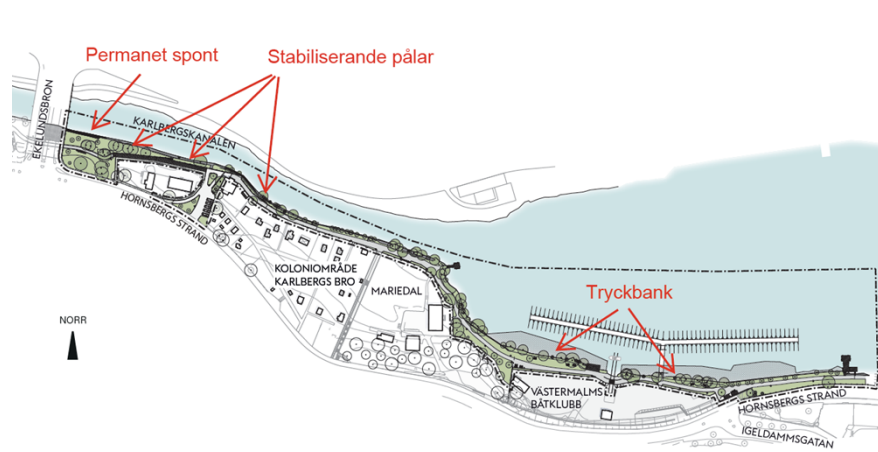 Permanet spont
Stabiliserande pålar
EKELUNDSBRON
KARLBERGSKANALEN
HORNSBERGS STRAND
KOLONIOMRÅDE
KARLBERGS BRO
MARIEDAL
NORR
Tryckbank
VÄSTERMALMS
BÅTKLUBB
HORNSBERGS STRAND
IGELDAMMSGATAN